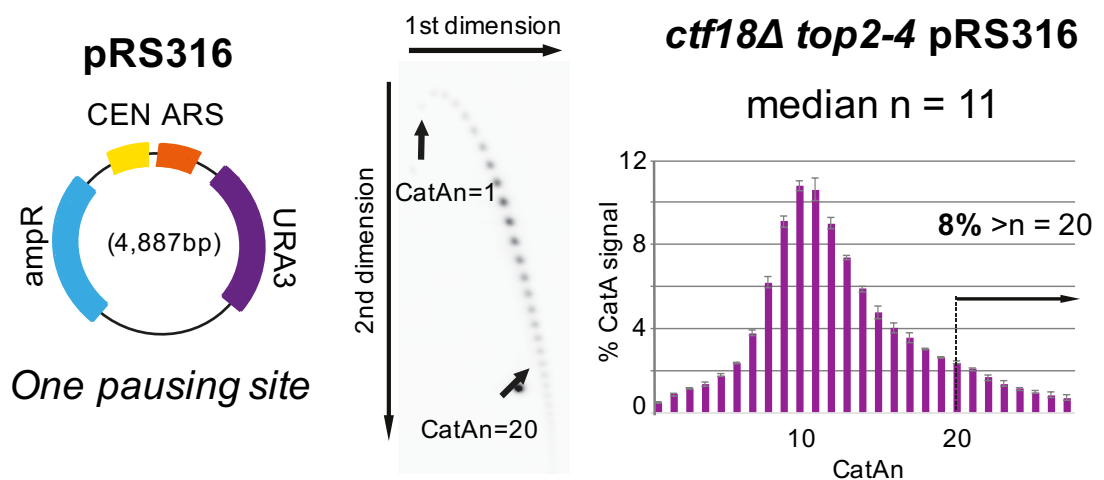 pRS316
CEN ARS
ampR
(4,887bp)
URA3
One pausing site
1st dimension
2nd dimension
CatAn=1
CatAn=20
ctf18Δ top2-4 pRS316
median n = 11
% CatA signal
12
8
4
0
8% >n = 20
10
20
CatAn